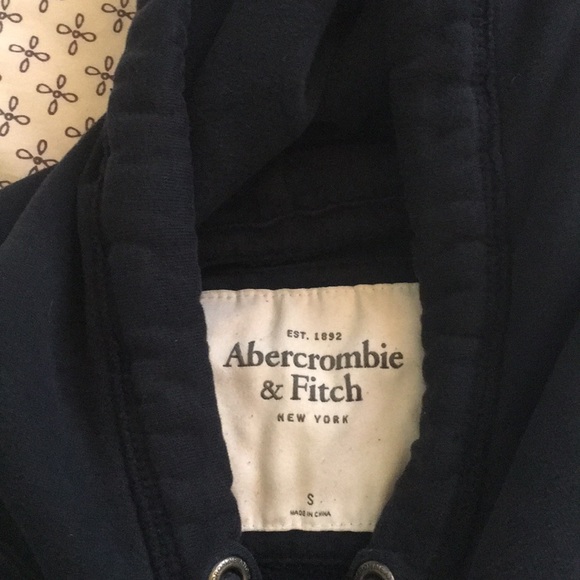 EST. 1892
Abercrombie
& Fitch
NEW YORK
S
MADE IN CHINA